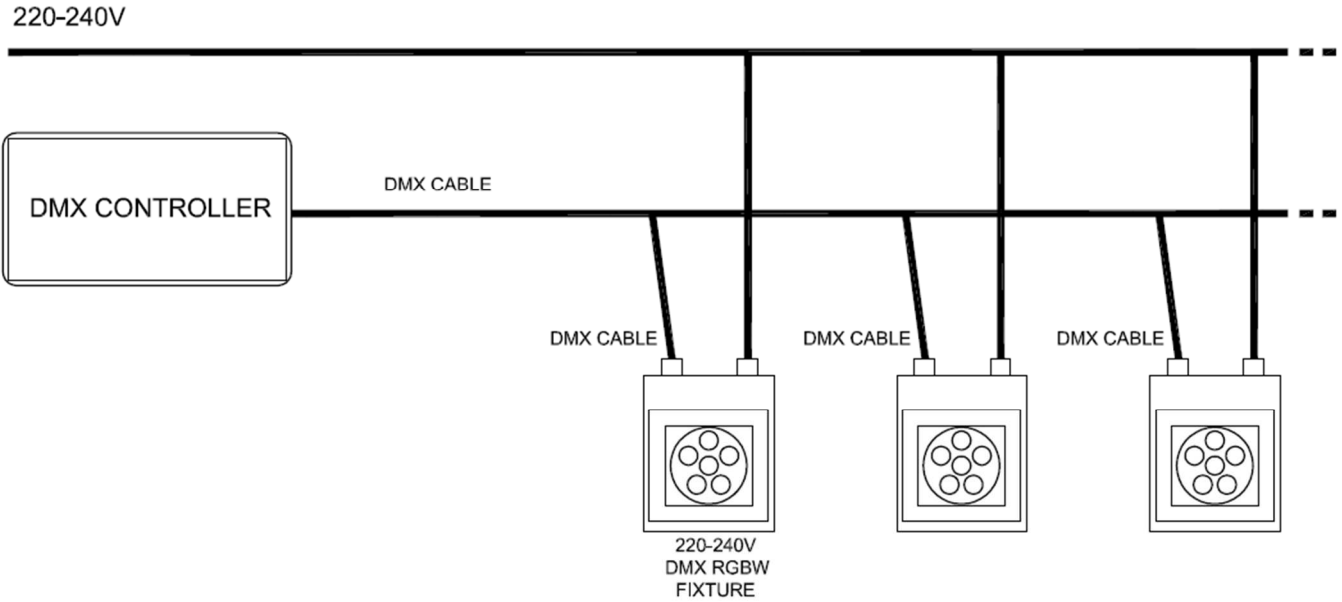 220-240V
DMX CABLE
DMX CONTROLLER
DMX CABLE
DMX CABLE
DMX CABLE
220-240V
DMX RGBW
FIXTURE